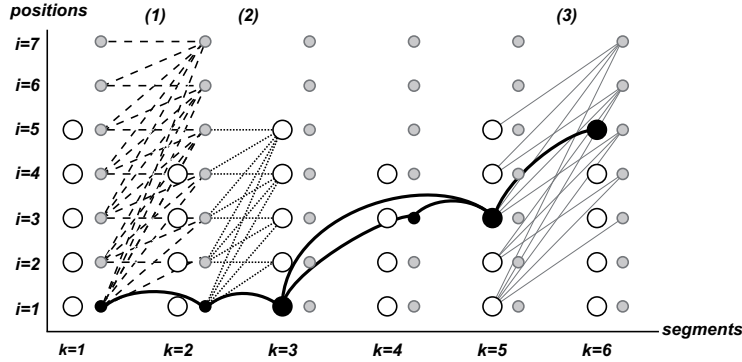 positions
(1) (2) (3)
i=7
i=6
i=5
i=4
i=3
i=2
i=1
segments
k=1 k=2 k=3 k=4 k=5 k=6